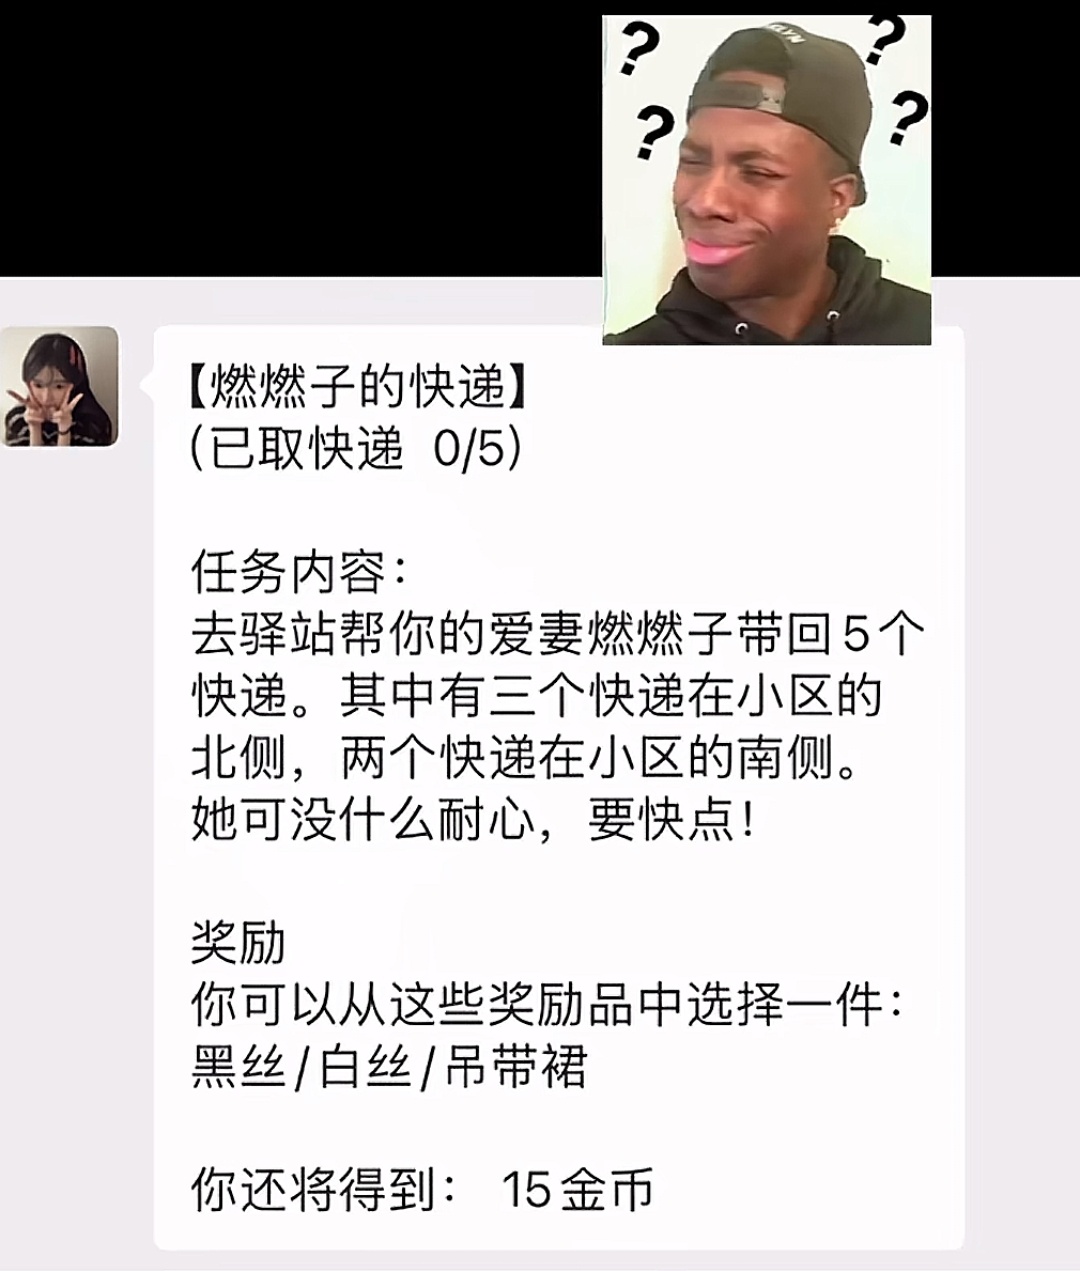 ? ?
? ?
【燃燃子的快递】
(已取快递 0/5)
任务内容：
去驿站帮你的爱妻燃燃子带回5个
快递。其中有三个快递在小区的
北侧，两个快递在小区的南侧。
她可没什么耐心，要快点！
奖励
你可以从这些奖励品中选择一件：
黑丝/白丝/吊带裙
你还将得到： 15金币